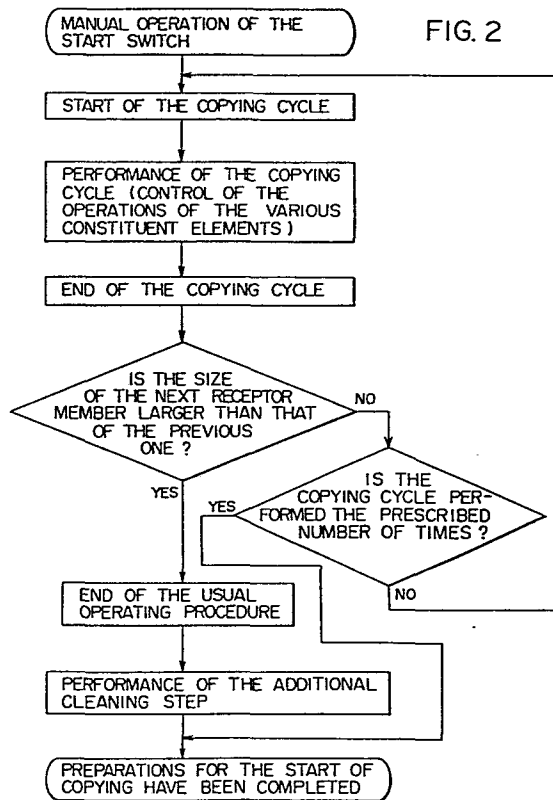 MANUAL OPERATION OF THE
START SWITCH
FIG. 2
START OF THE COPYING CYCLE
PERFORMANCE OF THE COPYING
CYCLE (CONTROL OF THE
OPERATIONS OF THE VARIOUS
CONSTITUENT ELEMENTS)
END OF THE COPYING CYCLE
IS THE SIZE
OF THE NEXT RECEPTOR
MEMBER LARGER THAN THAT
OF THE PREVIOUS
ONE ?
NO
YES
IS THE
COPYING CYCLE PER-
FORMED THE PRESCRIBED
NUMBER OF TIMES ?
YES
NO
END OF THE USUAL
OPERATING PROCEDURE
PERFORMANCE OF THE ADDITIONAL
CLEANING STEP
PREPARATIONS FOR THE START OF
COPYING HAVE BEEN COMPLETED